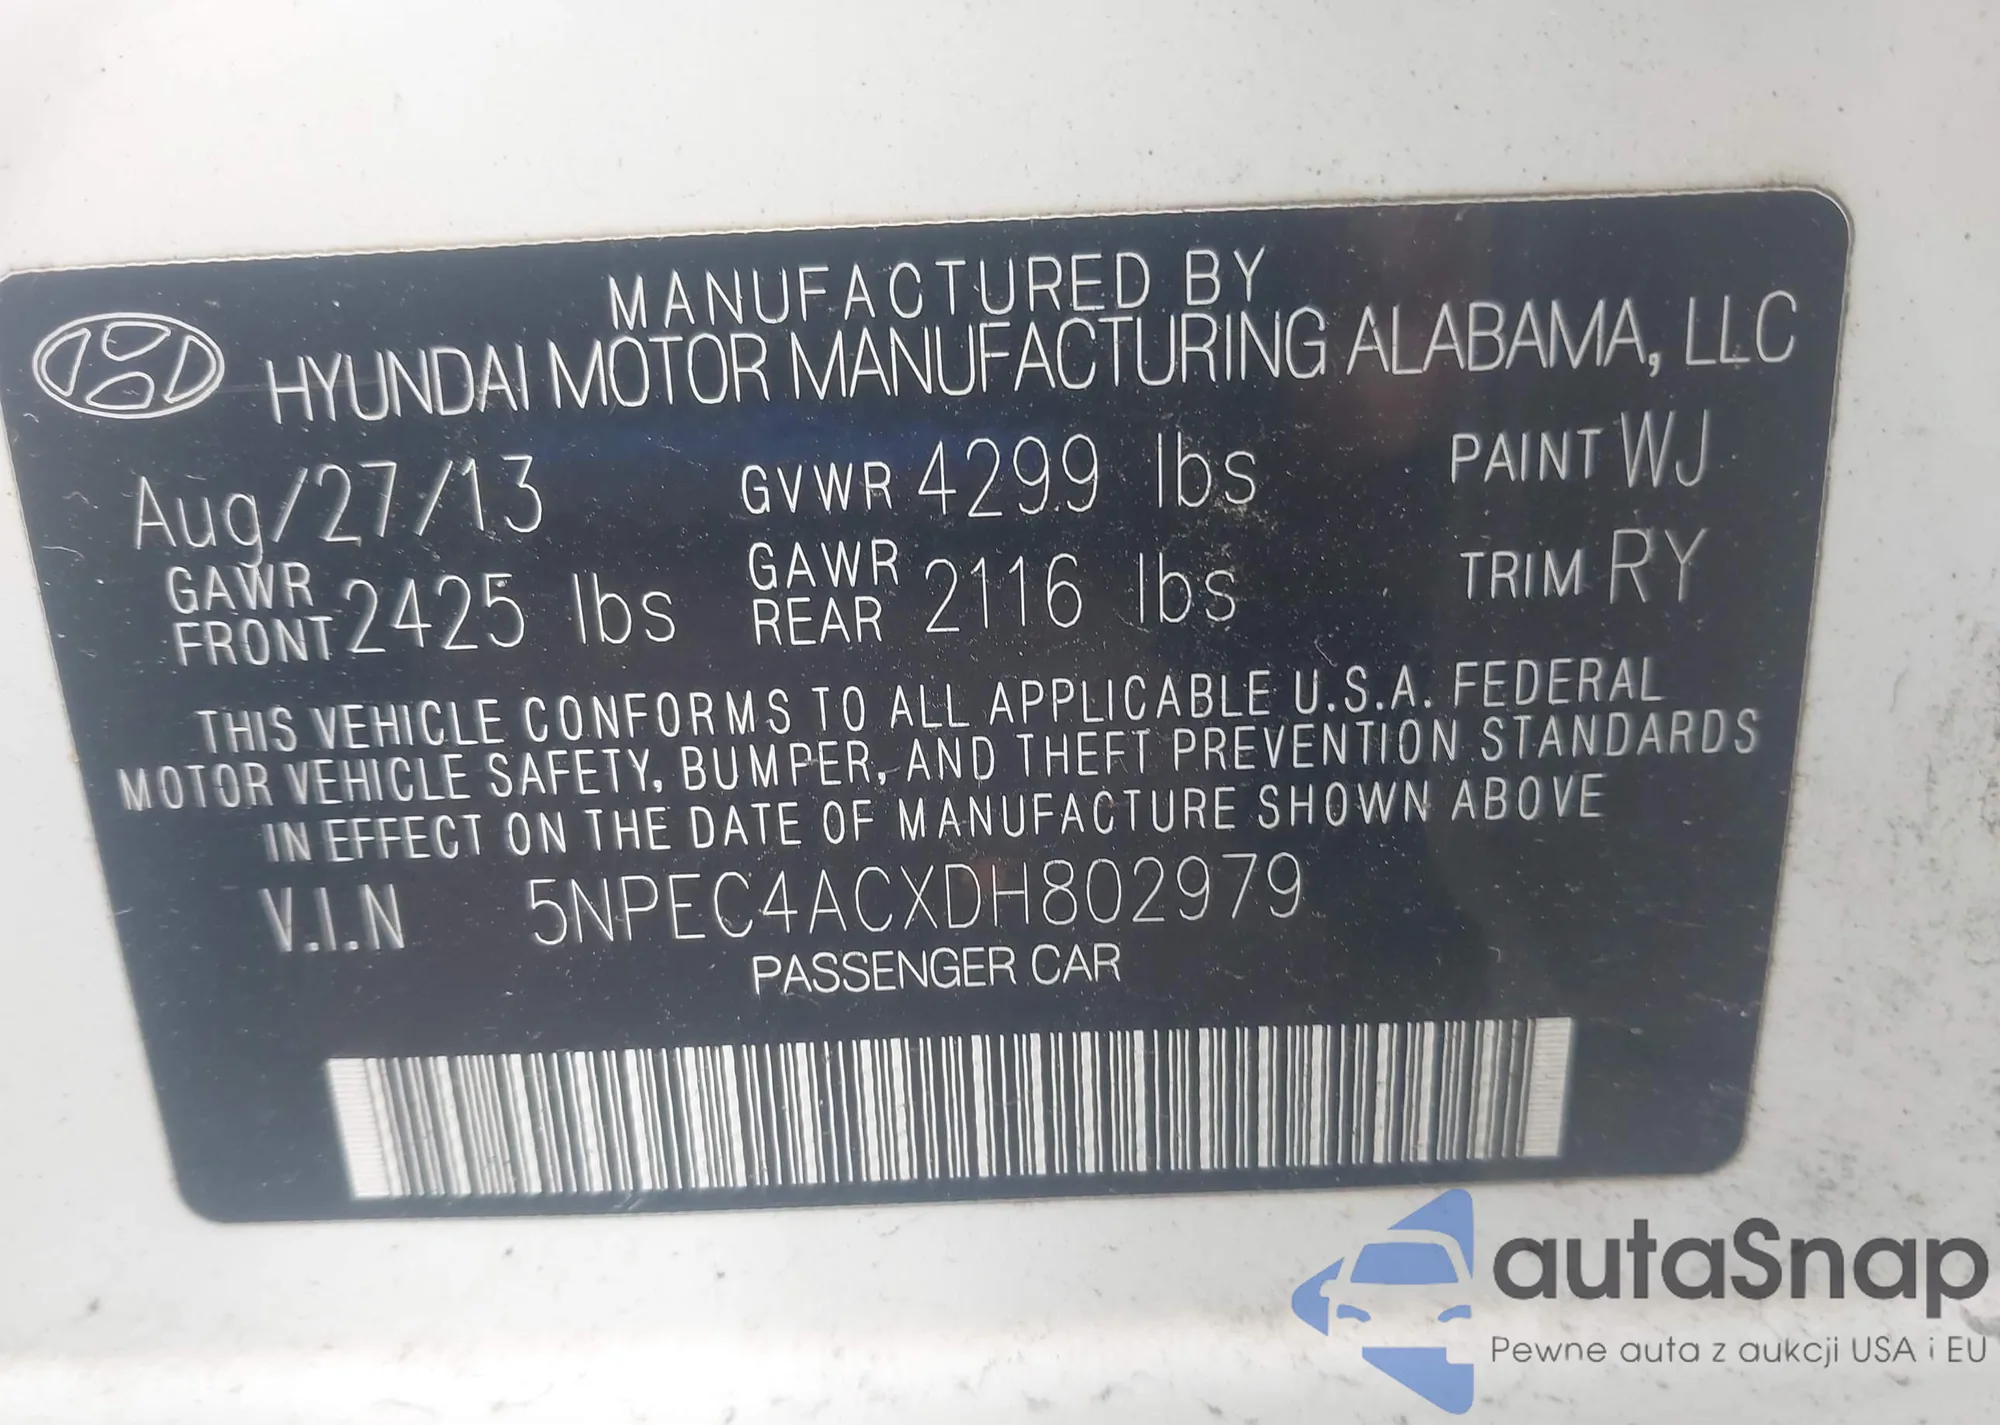 MANUFACTURED BY
HYUNDAI MOTOR MANUFACTURING ALABAMA, LLC
Aug/27/13 GVWR 4299 lbs PAINT WJ
GAWR FRONT 2425 lbs GAWR REAR 2116 lbs TRIM RY
THIS VEHICLE CONFORMS TO ALL APPLICABLE U.S.A. FEDERAL
MOTOR VEHICLE SAFETY, BUMPER, AND THEFT PREVENTION STANDARDS
IN EFFECT ON THE DATE OF MANUFACTURE SHOWN ABOVE
V.I.N 5NPEC4ACXDH802979
PASSENGER CAR
autaSnap
Pewne auta z aukcji USA i EU